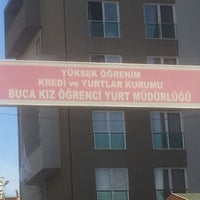 YÜKSEK ÖĞRENİM
KREDİ ve YURTLAR KURUMU
BUCA KIZ ÖĞRENCİ YURT MÜDÜRLÜĞÜ